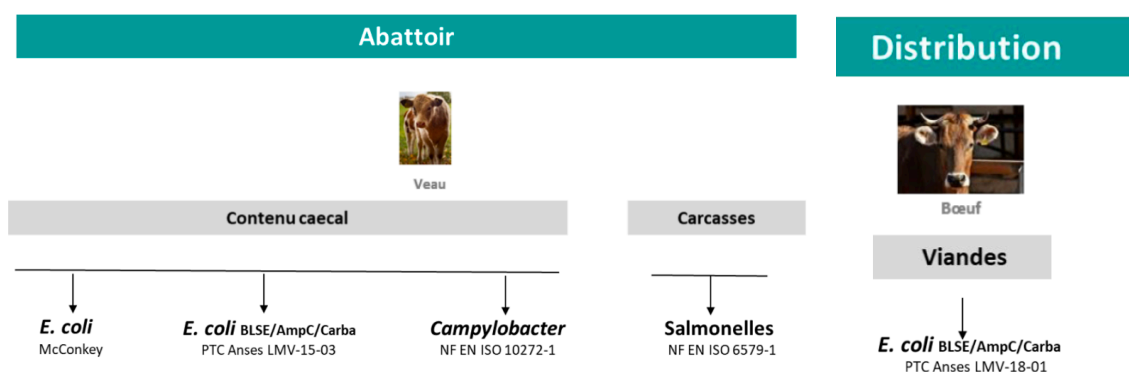 Abattoir
Veau
Contenu caecal
Carcasses
E. coli
McConkey
E. coli BLSE/AmpC/Carba
PTC Anses LMV-15-03
Campylobacter
NF EN ISO 10272-1
Salmonelles
NF EN ISO 6579-1
Distribution
Bœuf
Viandes
E. coli BLSE/AmpC/Carba
PTC Anses LMV-18-01